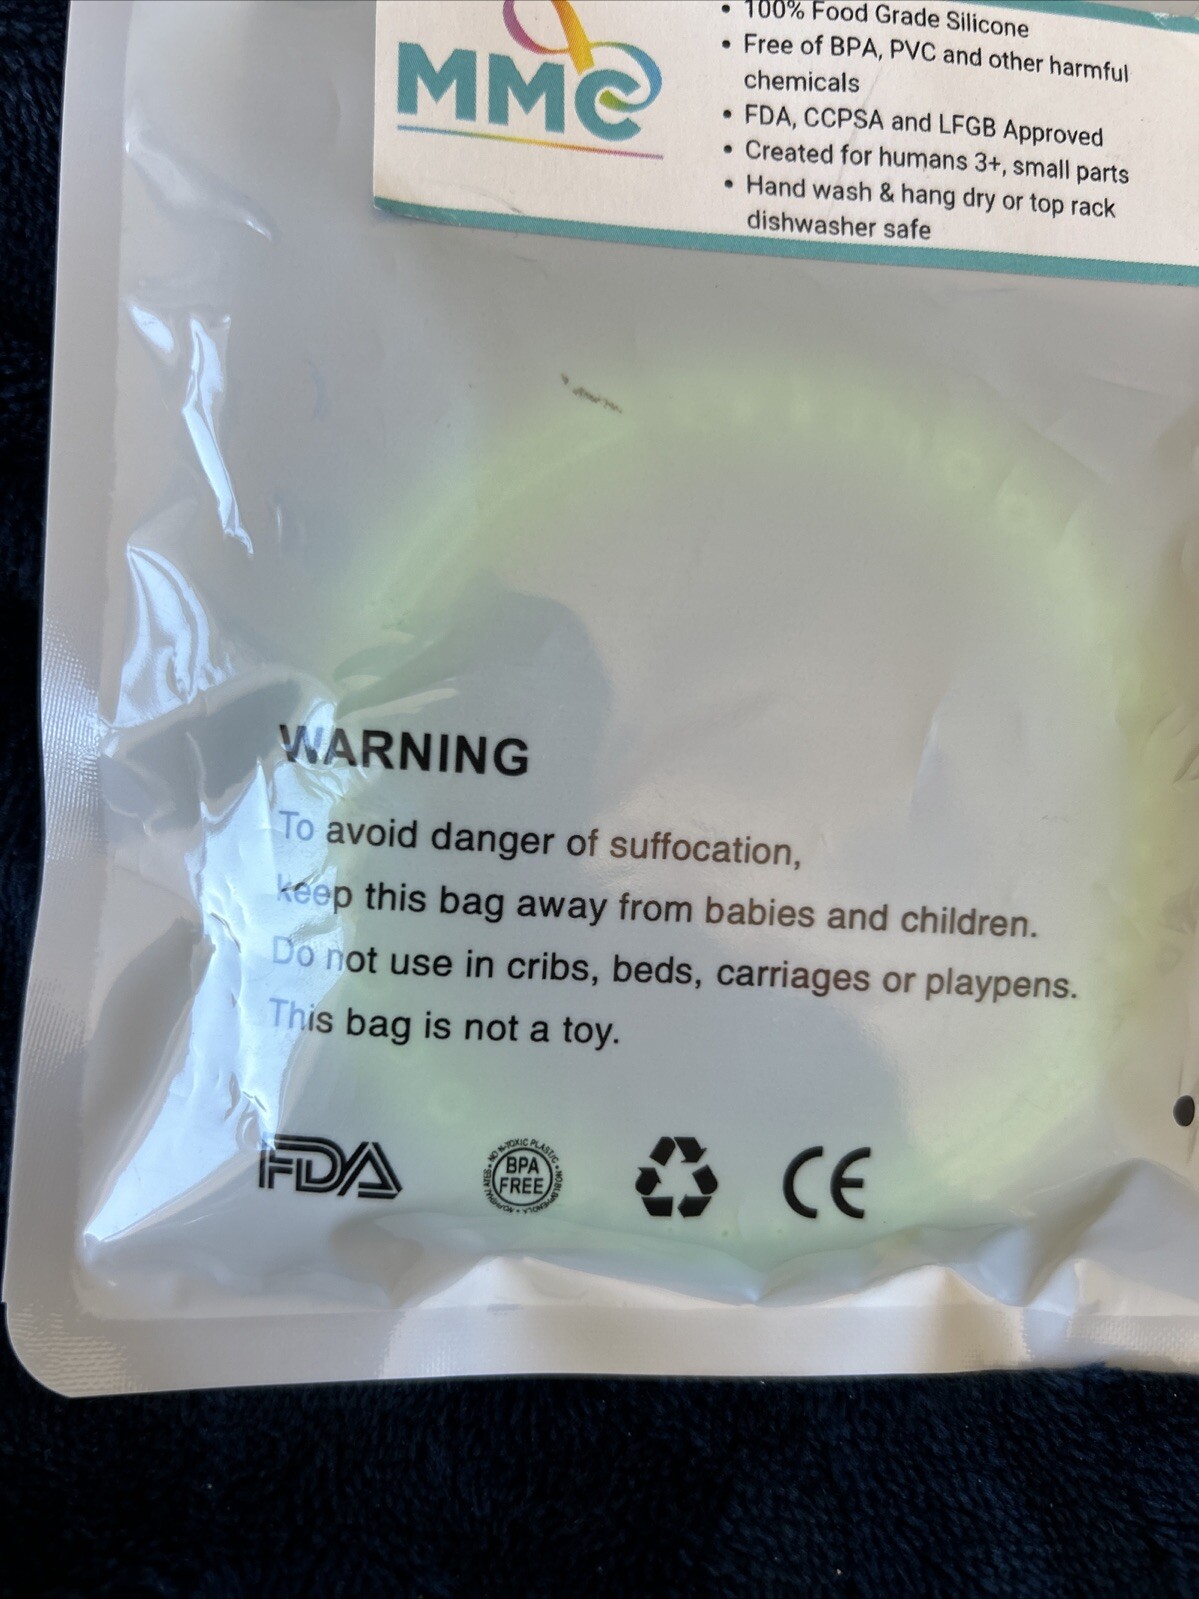 MMC
• 100% Food Grade Silicone
• Free of BPA, PVC and other harmful
chemicals
• FDA, CCPSA and LFGB Approved
• Created for humans 3+, small parts
• Hand wash & hang dry or top rack
dishwasher safe
WARNING
To avoid danger of suffocation,
keep this bag away from babies and children.
Do not use in cribs, beds, carriages or playpens.
This bag is not a toy.
FDA
BPA
FREE
CE